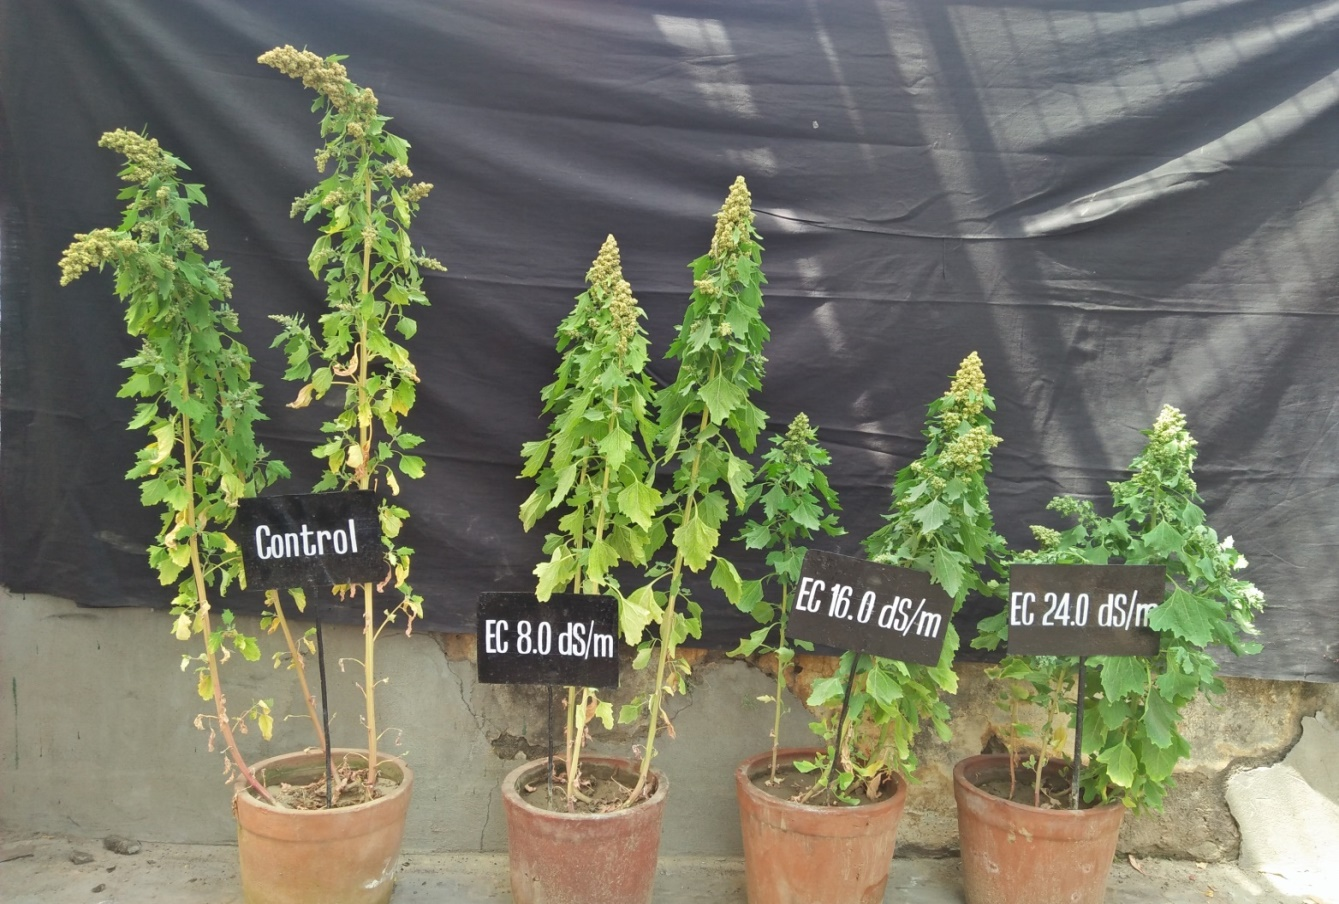 Control
EC 8.0 dS/m
EC 16.0 dS/m
EC 24.0 dS/m